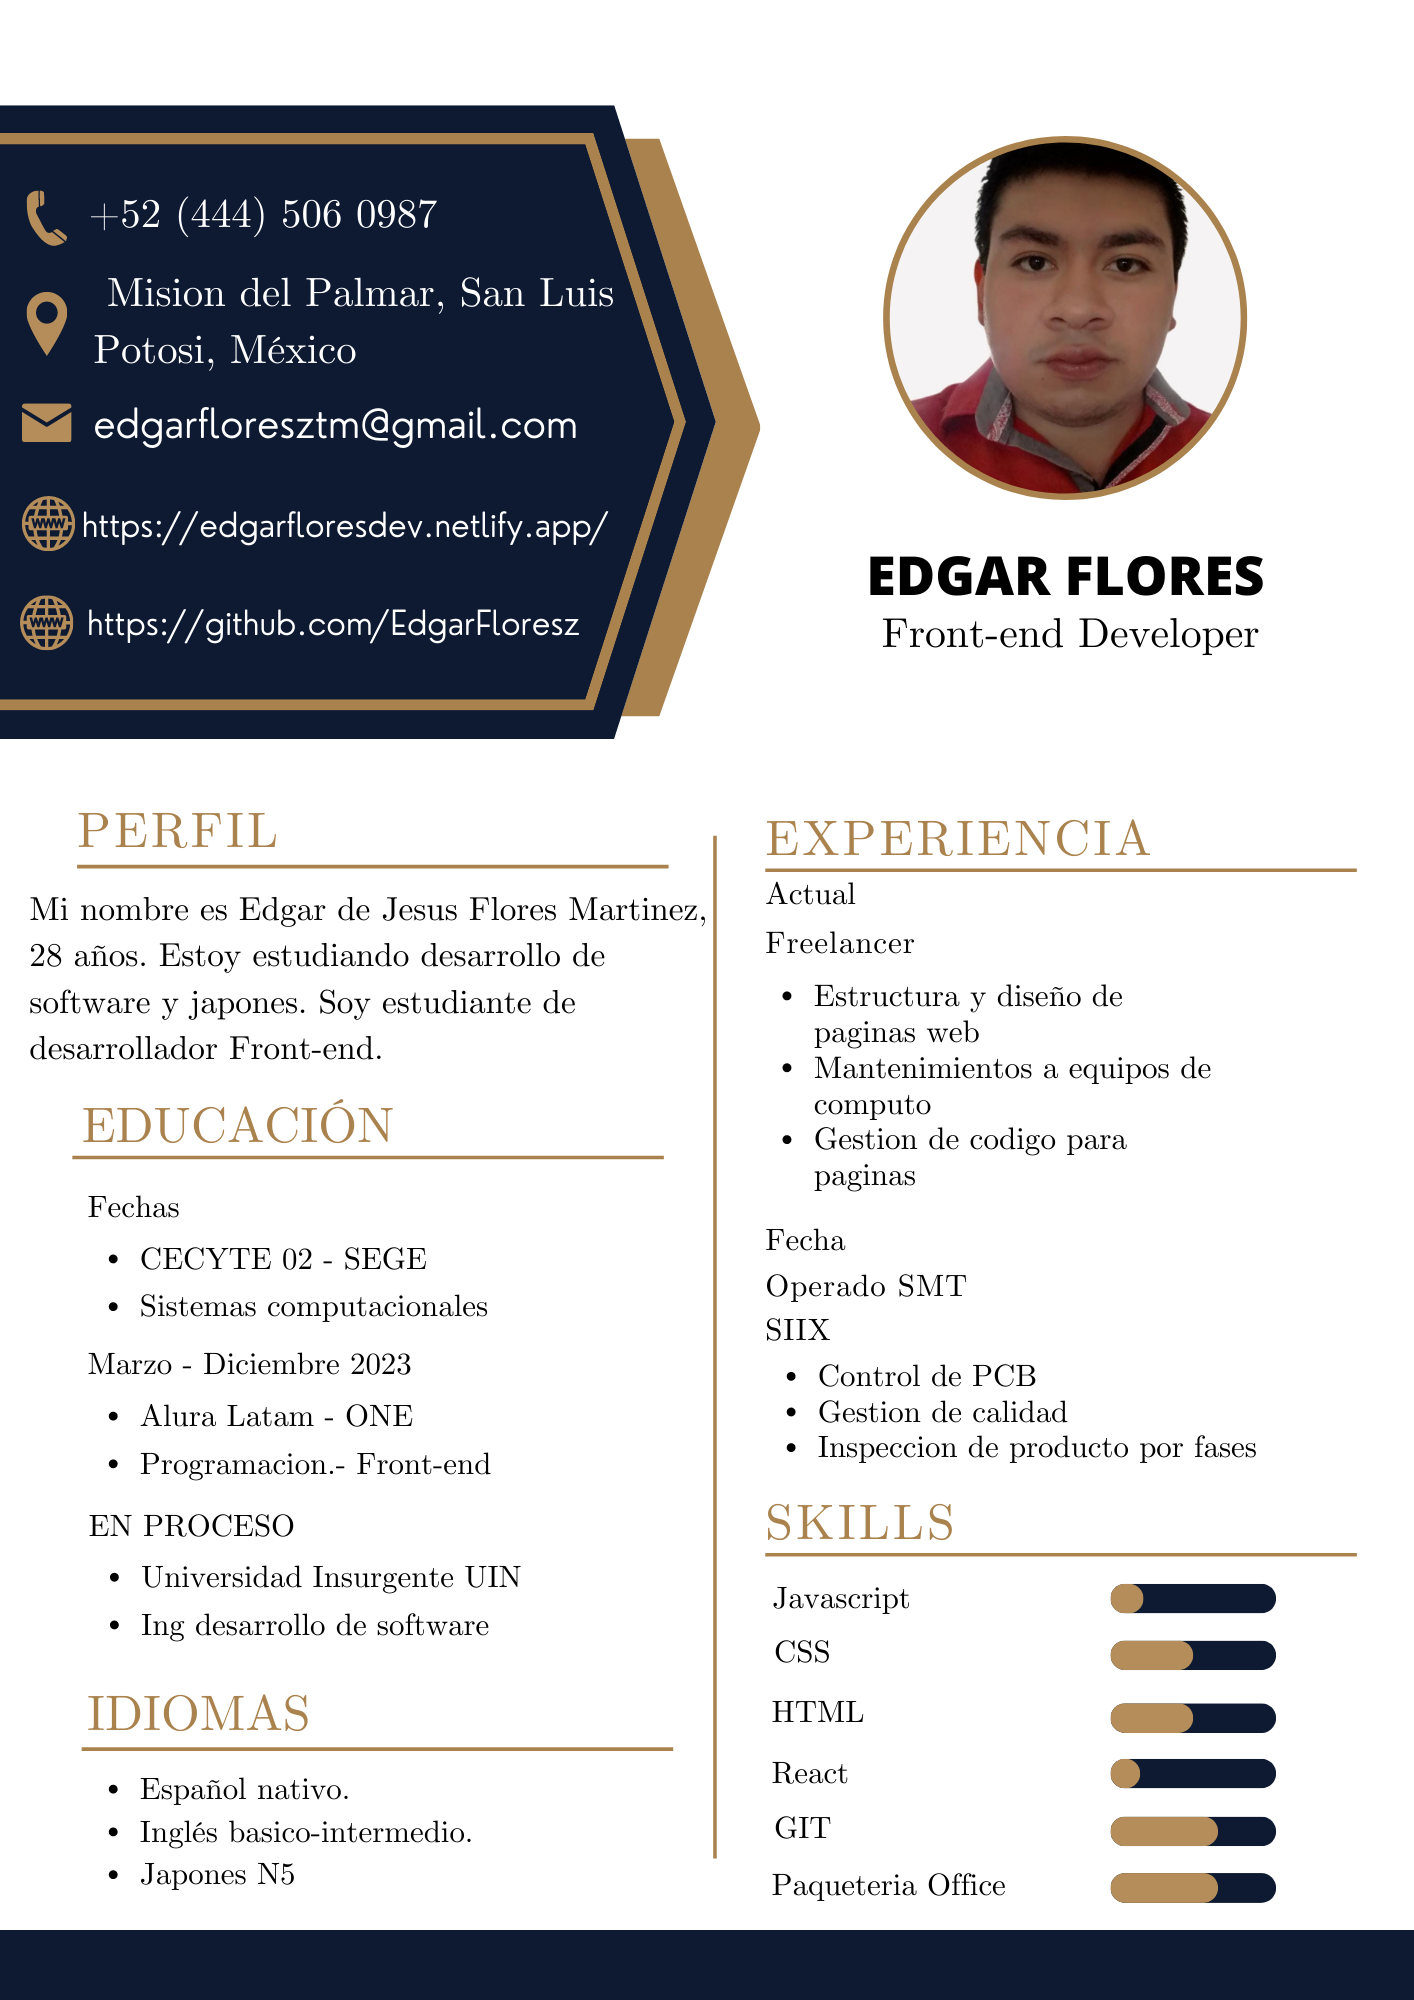 +52 (444) 506 0987
Mision del Palmar, San Luis
Potosi, México
edgarfloresztm@gmail.com
www https://edgarfloresdev.netlify.app/
www https://github.com/EdgarFloresz
EDGAR FLORES
Front-end Developer
PERFIL
Mi nombre es Edgar de Jesus Flores Martinez,
28 años. Estoy estudiando desarrollo de
software y japones. Soy estudiante de
desarrollador Front-end.
EDUCACIÓN
Fechas
• CECYTE 02 - SEGE
• Sistemas computacionales
Marzo - Diciembre 2023
• Alura Latam - ONE
• Programacion.- Front-end
EN PROCESO
• Universidad Insurgente UIN
• Ing desarrollo de software
IDIOMAS
• Español nativo.
• Inglés basico-intermedio.
• Japones N5
EXPERIENCIA
Actual
Freelancer
• Estructura y diseño de
paginas web
• Mantenimientos a equipos de
computo
• Gestion de codigo para
paginas
Fecha
Operado SMT
SIIX
• Control de PCB
• Gestion de calidad
• Inspeccion de producto por fases
SKILLS
Javascript
CSS
HTML
React
GIT
Paqueteria Office